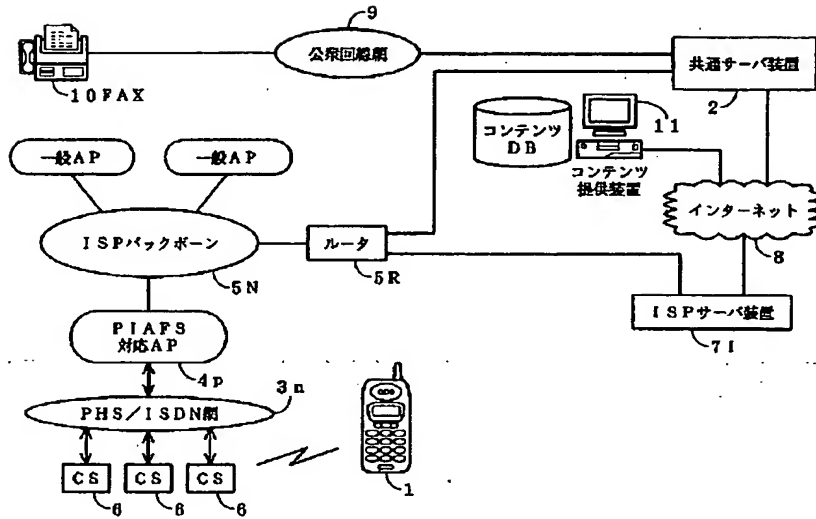 9
公衆回線網
共通サーバ装置
2
10FAX
11
コンテンツ
DB
コンテンツ
提供装置
一般AP
一般AP
インターネット
8
ISPバックボーン
5N
ルータ
5R
ISPサーバ装置
7I
PIAFS
対応AP
4p
3n
PHS/ISDN網
CS
CS
CS
6
6
6
1